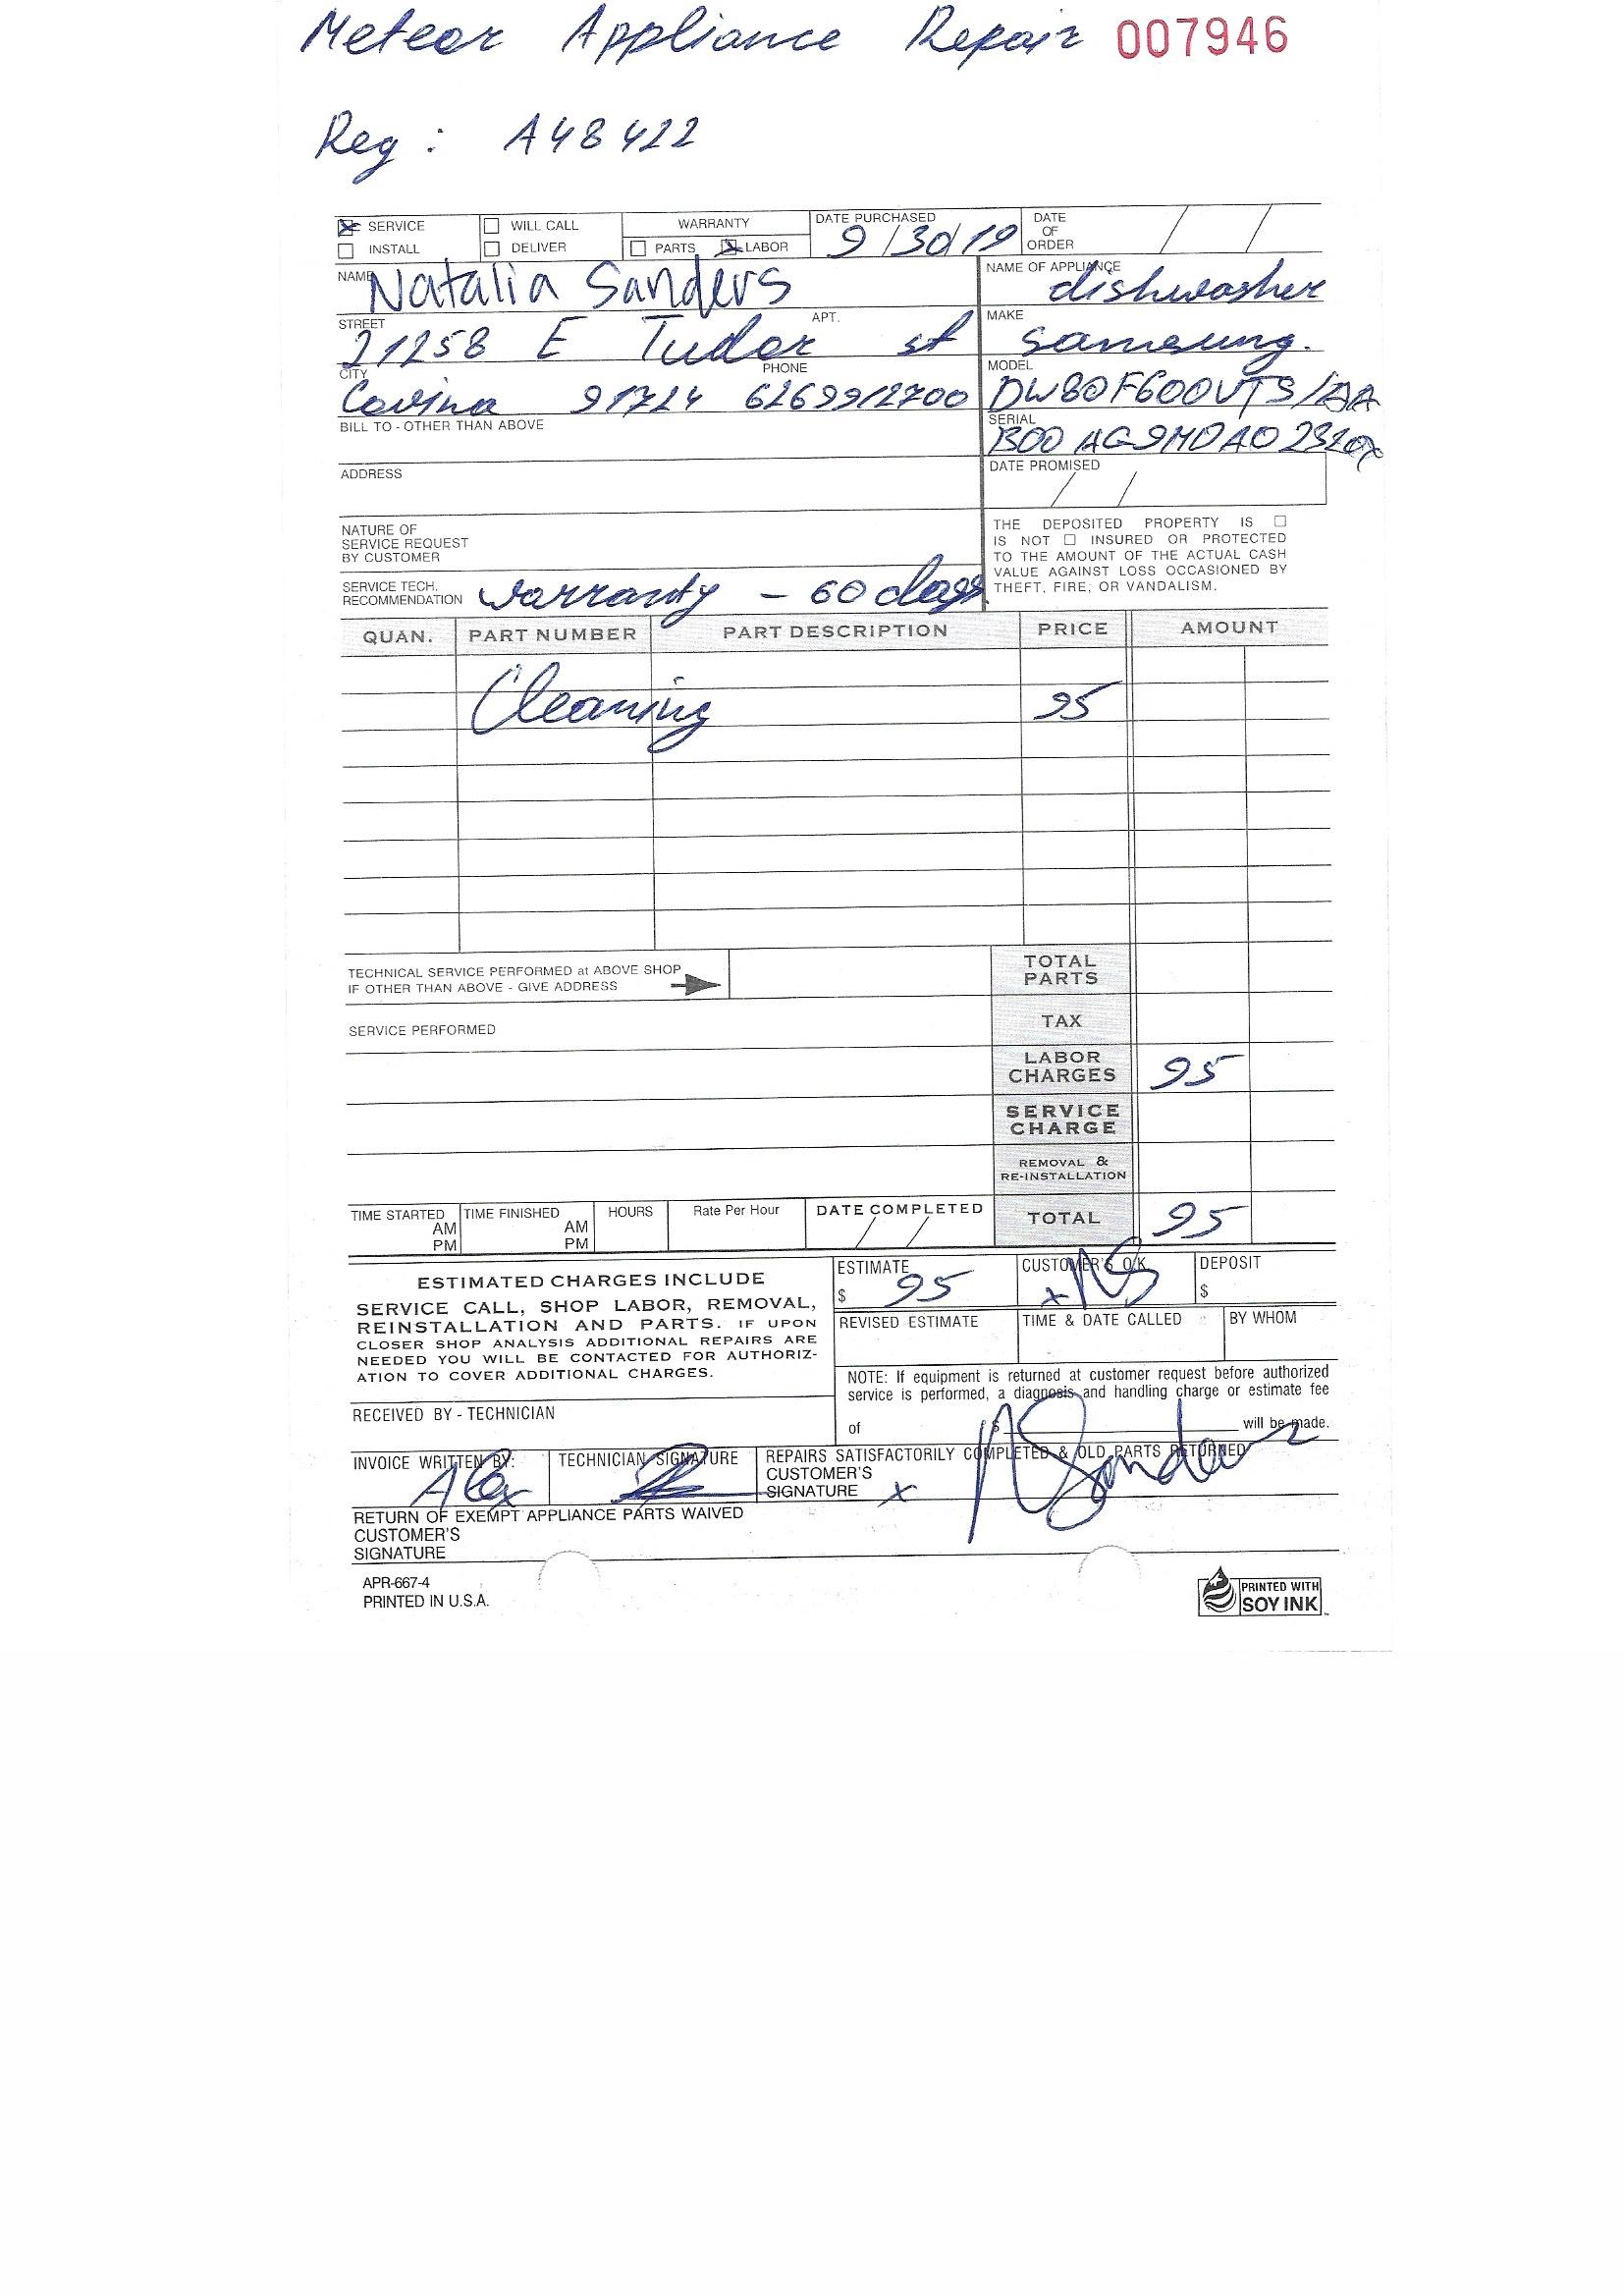 Meteor Appliance Repair 007946
Reg: A48422
SERVICE WILL CALL WARRANTY DATE PURCHASED 9/30/19 DATE OF ORDER / /
INSTALL DELIVER PARTS LABOR
NAME Natalia Sanders NAME OF APPLIANCE dishwasher
STREET 21258 E Tudor st APT. MAKE Samsung.
CITY Covina 91724 PHONE 6269912700 MODEL DW80F600UTS/AA
BILL TO - OTHER THAN ABOVE SERIAL
ADDRESS DATE PROMISED / /
NATURE OF
SERVICE REQUEST
BY CUSTOMER
THE DEPOSITED PROPERTY IS ☐
IS NOT ☐ INSURED OR PROTECTED
TO THE AMOUNT OF THE ACTUAL CASH
VALUE AGAINST LOSS OCCASIONED BY
THEFT, FIRE, OR VANDALISM.
SERVICE TECH.
RECOMMENDATION warranty - 60 days
QUAN. PART NUMBER PART DESCRIPTION PRICE AMOUNT
Cleaning 95
TECHNICAL SERVICE PERFORMED at ABOVE SHOP
IF OTHER THAN ABOVE - GIVE ADDRESS
TOTAL
PARTS
SERVICE PERFORMED TAX
LABOR
CHARGES 95
SERVICE
CHARGE
REMOVAL &
RE-INSTALLATION
TIME STARTED AM PM TIME FINISHED AM PM HOURS Rate Per Hour DATE COMPLETED / / TOTAL 95
ESTIMATED CHARGES INCLUDE
SERVICE CALL, SHOP LABOR, REMOVAL,
REINSTALLATION AND PARTS. IF UPON
CLOSER SHOP ANALYSIS ADDITIONAL REPAIRS ARE
NEEDED YOU WILL BE CONTACTED FOR AUTHORIZ-
ATION TO COVER ADDITIONAL CHARGES.
ESTIMATE $ 95 CUSTOMER'S O.K. x NS DEPOSIT $
REVISED ESTIMATE TIME & DATE CALLED BY WHOM
NOTE: If equipment is returned at customer request before authorized
service is performed, a diagnosis and handling charge or estimate fee
of $ will be made.
RECEIVED BY - TECHNICIAN
INVOICE WRITTEN BY: Alex TECHNICIAN SIGNATURE REPAIRS SATISFACTORILY COMPLETED & OLD PARTS RETURNED
CUSTOMER'S
SIGNATURE x N Sanders
RETURN OF EXEMPT APPLIANCE PARTS WAIVED
CUSTOMER'S
SIGNATURE
APR-667-4
PRINTED IN U.S.A.
PRINTED WITH
SOY INK